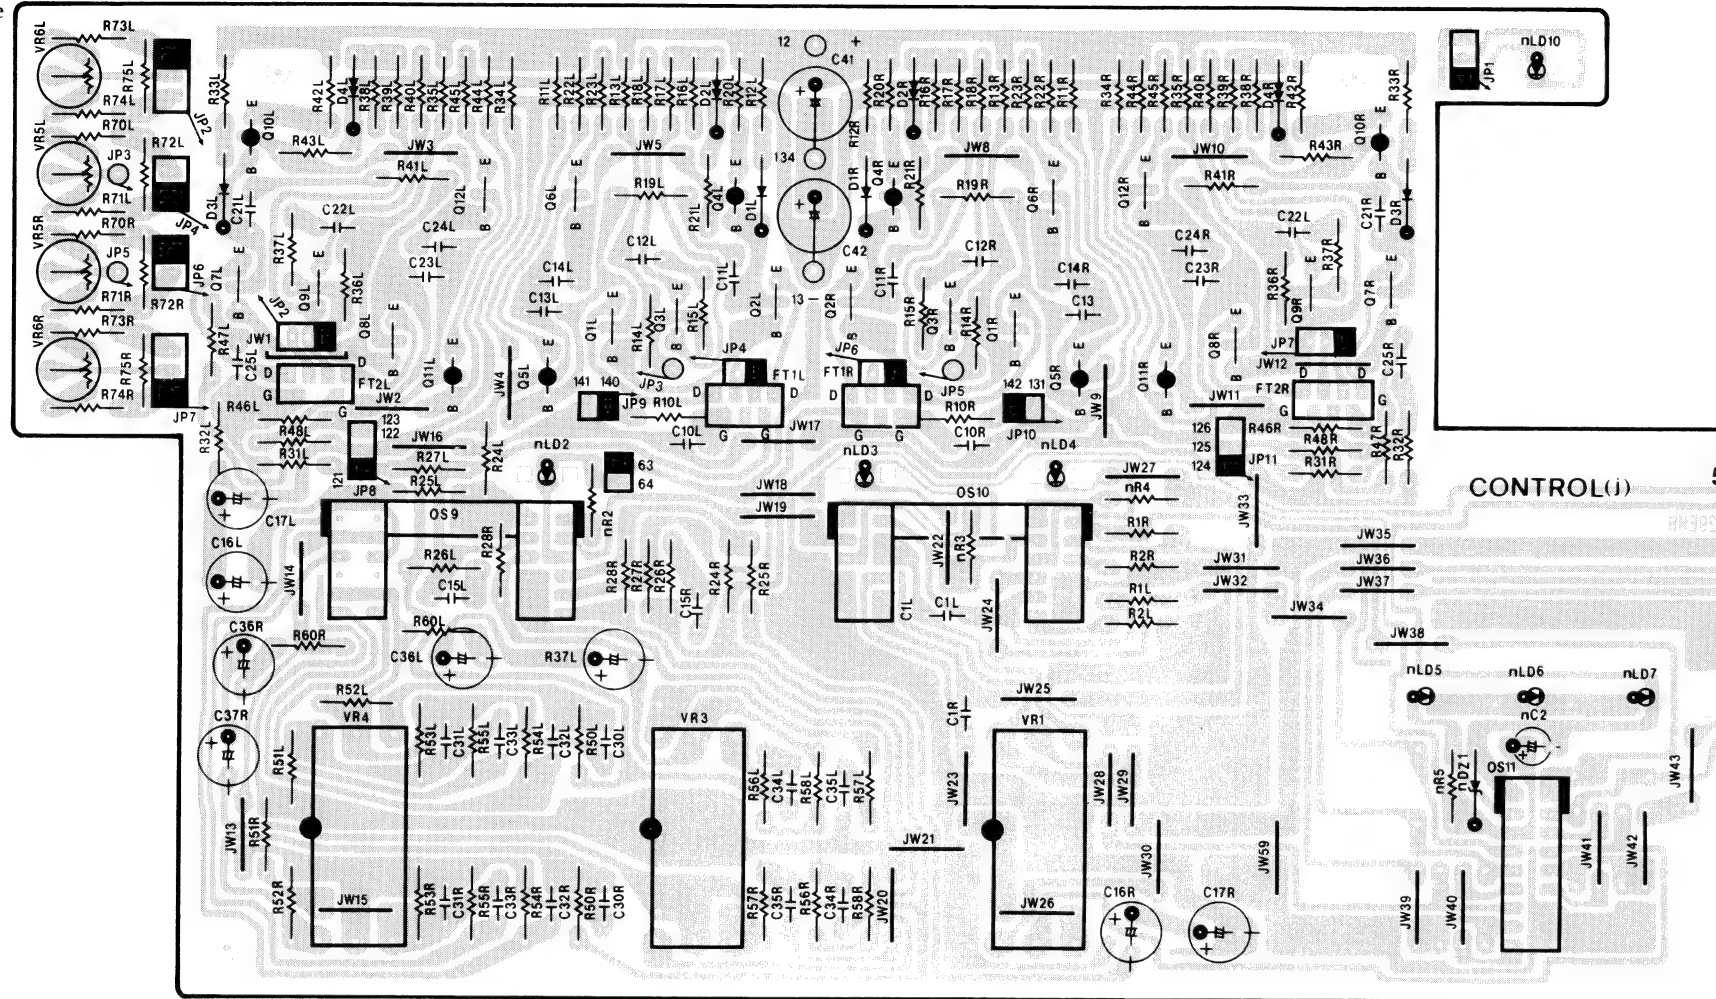 e
R73L
VR6L
R75L
R74L
R70L
VR5L
JP3
R72L
R71L
R70R
VR5R
JP5
JP6
JP4
R71R
R72R
R73R
VR6R
R75R
R74R
JP7
JP2
R33L
E
Q10L
B
D3L
C21L
R43L
R42L
D4L
R38L
R39L
R40L
R35L
R45L
R44L
R34L
R11L
R22L
R23L
R13L
R18L
R17L
R16L
D2L
R20L
R12L
12
+
C41
134
C42
13 -
R12R
R20R
D2R
R16R
R17R
R18R
R13R
R23R
R22R
R11R
R34R
R44R
R45R
R35R
R40R
R39R
R38R
D4R
R42R
R33R
JP1
nLD10
JW3
R41L
JW5
R19L
JW8
R19R
JW10
R41R
R43R
Q10R
E
B
Q12L
E
B
Q6L
E
B
R21L
Q4L
E
B
D1L
D1R
Q4R
E
B
R21R
Q6R
E
B
Q12R
E
B
C21R
D3R
C22L
C24L
C23L
R37L
R36L
C12L
C14L
C13L
C11L
C11R
C12R
C14R
C13
C24R
C23R
C22R
R37R
R36R
Q7L
E
B
Q9L
E
B
Q8L
E
B
Q1L
E
B
R14L
Q3L
E
B
R15L
Q2L
E
B
Q2R
E
B
R15R
Q3R
E
B
R14R
Q1R
E
B
Q8R
E
B
Q9R
E
B
Q7R
E
B
R47L
C25L
JP2
JW1
D
D
G
G
FT2L
JW2
Q11L
E
B
JW4
Q5L
E
B
141
140
JP9
JP3
R10L
JP4
FT1L
D
D
G
G
C10L
JW17
JP6
FT1R
D
D
G
G
JP5
R10R
C10R
142
131
JP10
Q5R
E
B
JW9
Q11R
E
B
JW11
JP7
JW12
D
D
FT2R
G
G
C25R
R32L
R46L
R48L
R31L
123
122
121
JP8
JW16
R27L
R25L
R24L
nLD2
nR2
63
64
JW18
JW19
nLD3
nLD4
JW27
nR4
126
125
124
JP11
R46R
R48R
R31R
R47R
R32R
JW33
CONTROL(j)
5
C17L
C16L
JW14
OS9
R28R
R26L
C15L
R28R
R27R
R26R
C15R
R24R
R25R
OS10
JW22
nR3
C1L
C1L
JW24
R1R
R2R
R1L
R2L
JW31
JW32
JW35
JW36
JW37
JW34
JW38
C36R
R60R
R60L
C36L
R37L
C37R
R52L
VR4
R51L
JW13
R51R
R52R
JW15
R53L
C31L
R55L
C33L
R54L
C32L
R50L
C30L
R53R
C31R
R55R
C33R
R54R
C32R
R50R
C30R
VR3
R56L
C34L
R58L
C35L
R57L
R57R
C35R
R56R
C34R
R58R
JW20
JW21
C1R
JW23
JW25
VR1
JW26
JW28
JW29
JW30
JW59
C16R
C17R
nLD5
nLD6
nLD7
nC2
nR5
nDZ1
OS11
JW43
JW41
JW42
JW39
JW40